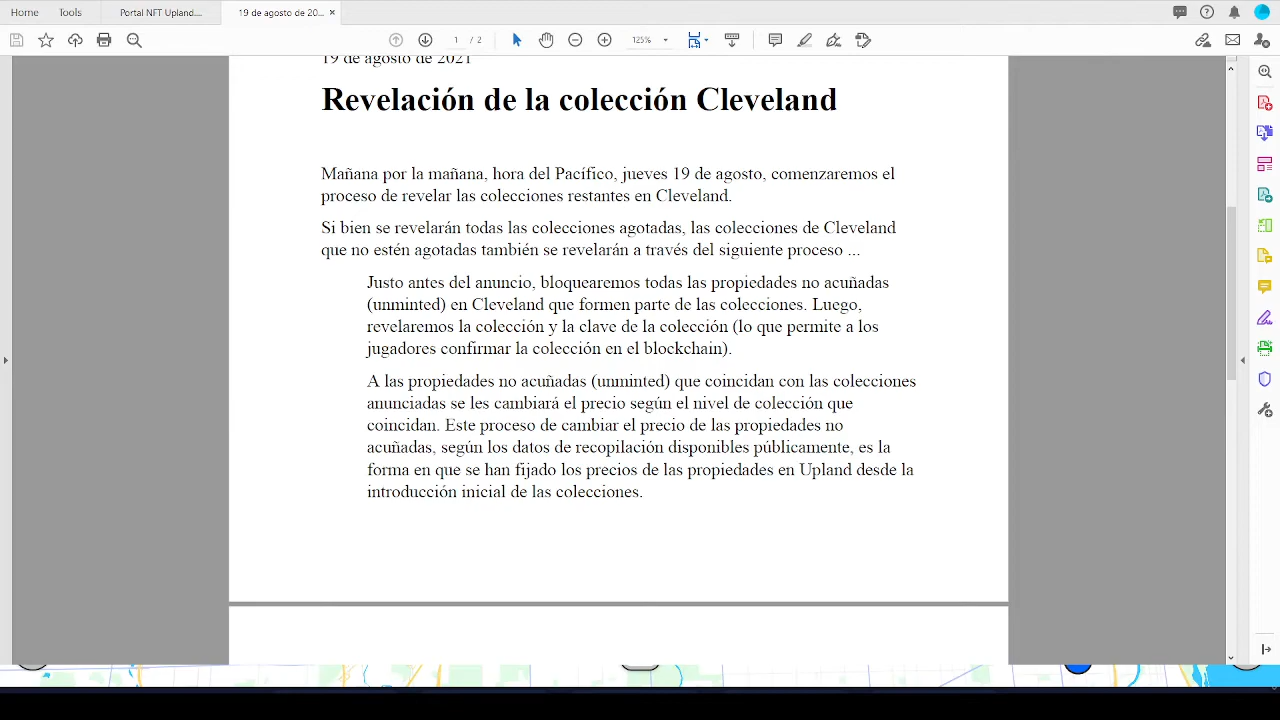 Home Tools Portal NFT Upland... 19 de agosto de 20... ×
1 / 2 125%
19 de agosto de 2021
Revelación de la colección Cleveland
Mañana por la mañana, hora del Pacífico, jueves 19 de agosto, comenzaremos el
proceso de revelar las colecciones restantes en Cleveland.
Si bien se revelarán todas las colecciones agotadas, las colecciones de Cleveland
que no estén agotadas también se revelarán a través del siguiente proceso ...
Justo antes del anuncio, bloquearemos todas las propiedades no acuñadas
(unminted) en Cleveland que formen parte de las colecciones. Luego,
revelaremos la colección y la clave de la colección (lo que permite a los
jugadores confirmar la colección en el blockchain).
A las propiedades no acuñadas (unminted) que coincidan con las colecciones
anunciadas se les cambiará el precio según el nivel de colección que
coincidan. Este proceso de cambiar el precio de las propiedades no
acuñadas, según los datos de recopilación disponibles públicamente, es la
forma en que se han fijado los precios de las propiedades en Upland desde la
introducción inicial de las colecciones.